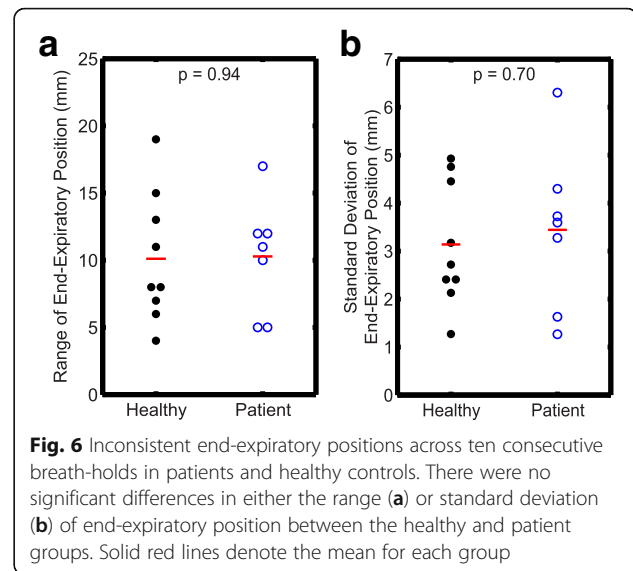 a
b
25
20
15
10
5
0
Range of End-Expiratory Position (mm)
p = 0.94
Healthy Patient
7
6
5
4
3
2
1
0
Standard Deviation of
End-Expiratory Position (mm)
p = 0.70
Healthy Patient
Fig. 6 Inconsistent end-expiratory positions across ten consecutive
breath-holds in patients and healthy controls. There were no
significant differences in either the range (a) or standard deviation
(b) of end-expiratory position between the healthy and patient
groups. Solid red lines denote the mean for each group